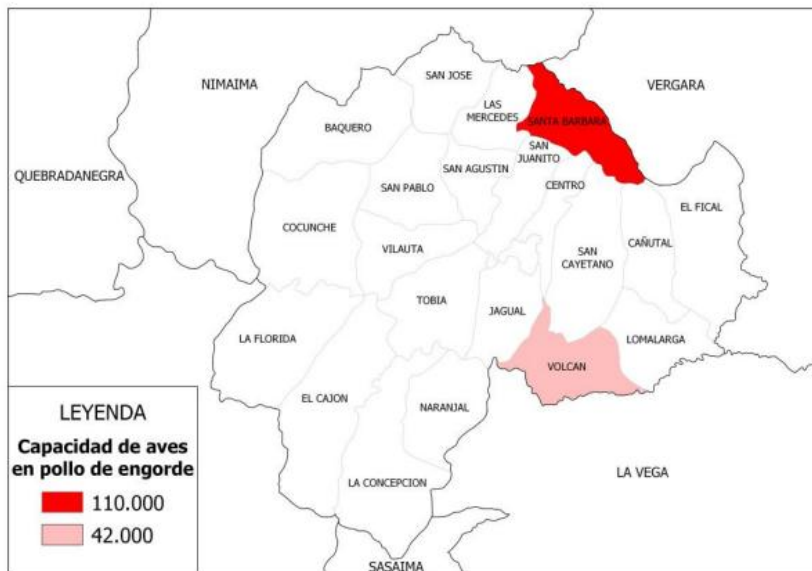 SAN JOSE
NIMAIMA
VERGARA
LAS
MERCEDES
BAQUERO
SANTA BARBARA
SAN
JUANITO
SAN AGUSTIN
QUEBRADANEGRA
SAN PABLO
CENTRO
EL FICAL
COCUNCHE
VILAUTA
SAN
CAYETANO
CAÑUTAL
TOBIA
JAGUAL
LA FLORIDA
LOMALARGA
VOLCAN
EL CAJON
NARANJAL
LA CONCEPCION
LA VEGA
SASAIMA
LEYENDA
Capacidad de aves
en pollo de engorde
110.000
42.000